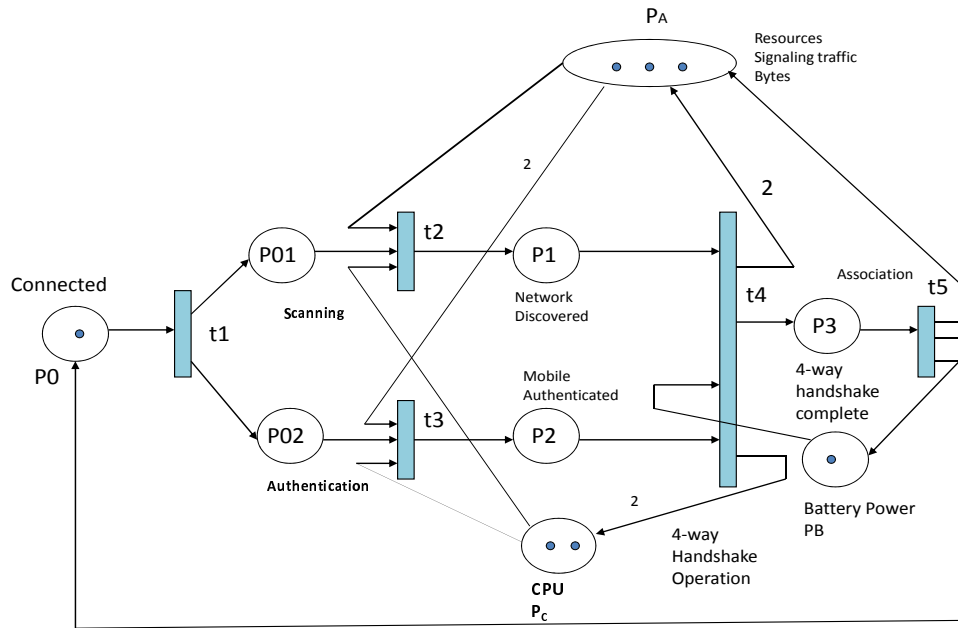 PA
Resources
Signaling traffic
Bytes
2
2
t2
P01
P1
Connected
Scanning
Network
Discovered
t1
t4
Association
t5
P3
P0
4-way
handshake
complete
Mobile
Authenticated
t3
P02
P2
Authentication
2
Battery Power
PB
4-way
Handshake
Operation
CPU
PC